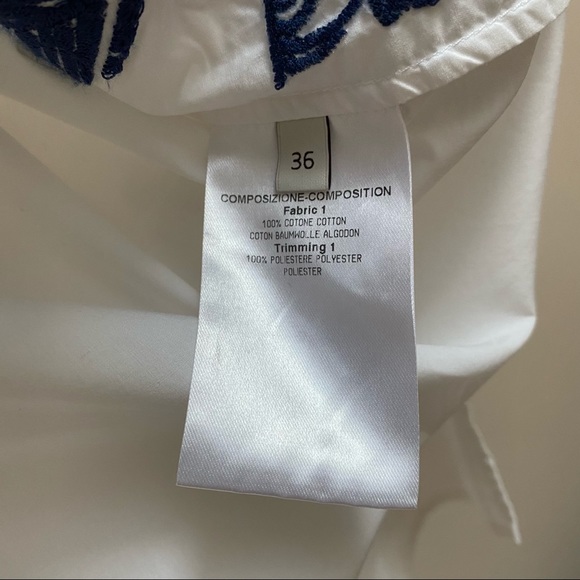 36
COMPOSIZIONE-COMPOSITION
Fabric 1
100% COTONE COTTON
COTON BAUMWOLLE ALGODON
Trimming 1
100% POLIESTERE POLYESTER
POLIESTER